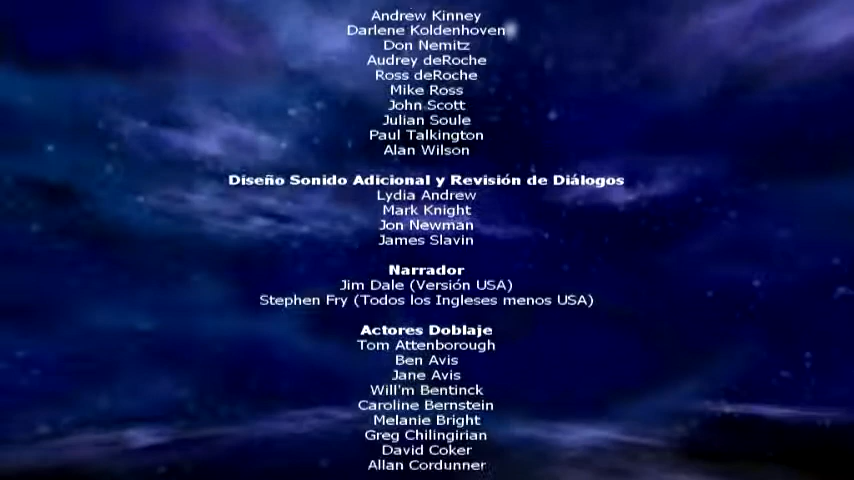 Andrew Kinney
Darlene Koldenhoven
Don Nemitz
Audrey deRoche
Ross deRoche
Mike Ross
John Scott
Julian Soule
Paul Talkington
Alan Wilson
Diseño Sonido Adicional y Revisión de Diálogos
Lydia Andrew
Mark Knight
Jon Newman
James Slavin
Narrador
Jim Dale (Versión USA)
Stephen Fry (Todos los Ingleses menos USA)
Actores Doblaje
Tom Attenborough
Ben Avis
Jane Avis
Will'm Bentinck
Caroline Bernstein
Melanie Bright
Greg Chilingirian
David Coker
Allan Cordunner